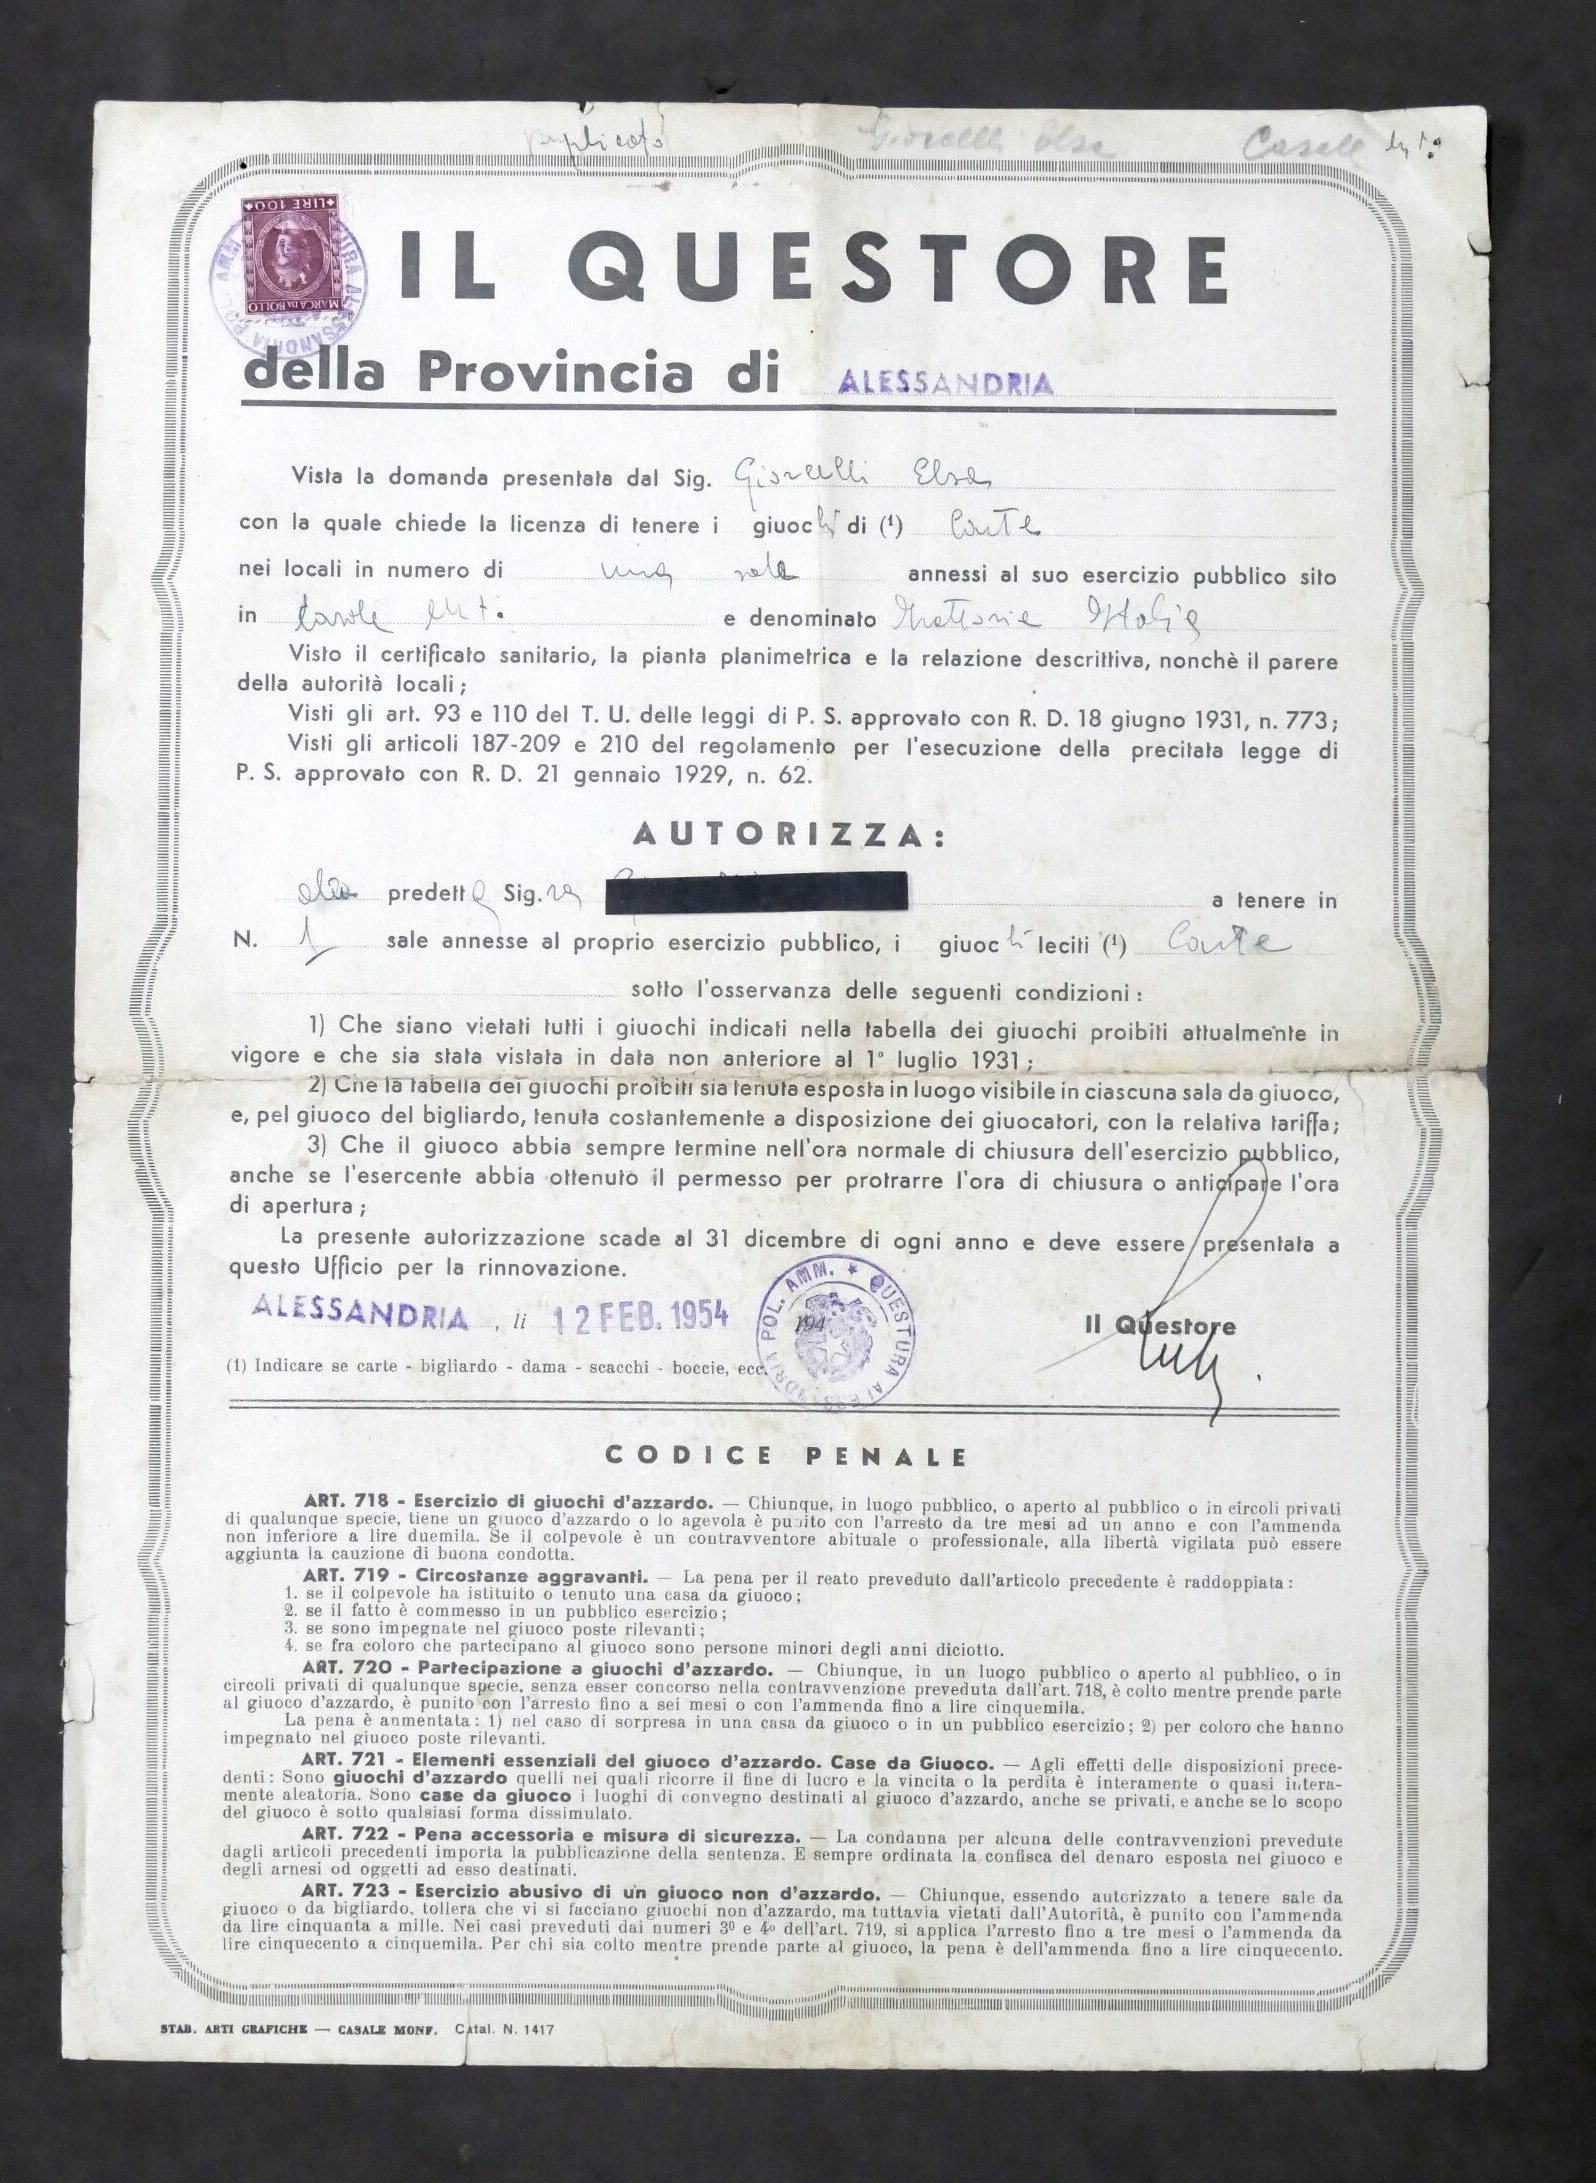 duplicato Giorcelli Elsa Casale Mto
LIRE 100
MARCA DA BOLLO
IL QUESTORE
della Provincia di ALESSANDRIA
Vista la domanda presentata dal Sig. Giorcelli Elsa
con la quale chiede la licenza di tenere i giuochi di (1) Carte
nei locali in numero di una sala annessi al suo esercizio pubblico sito
in Casale Mt. e denominato Trattoria Italia
Visto il certificato sanitario, la pianta planimetrica e la relazione descrittiva, nonchè il parere
della autorità locali;
Visti gli art. 93 e 110 del T. U. delle leggi di P. S. approvato con R. D. 18 giugno 1931, n. 773;
Visti gli articoli 187-209 e 210 del regolamento per l'esecuzione della precitata legge di
P. S. approvato con R. D. 21 gennaio 1929, n. 62.
AUTORIZZA:
alla predetta Sig.ra a tenere in
N. 1 sale annesse al proprio esercizio pubblico, i giuochi leciti (1) Carte
sotto l'osservanza delle seguenti condizioni:
1) Che siano vietati tutti i giuochi indicati nella tabella dei giuochi proibiti attualmente in
vigore e che sia stata vistata in data non anteriore al 1° luglio 1931;
2) Che la tabella dei giuochi proibiti sia tenuta esposta in luogo visibile in ciascuna sala da giuoco,
e, pel giuoco del bigliardo, tenuta costantemente a disposizione dei giuocatori, con la relativa tariffa;
3) Che il giuoco abbia sempre termine nell'ora normale di chiusura dell'esercizio pubblico,
anche se l'esercente abbia ottenuto il permesso per protrarre l'ora di chiusura o anticipare l'ora
di apertura;
La presente autorizzazione scade al 31 dicembre di ogni anno e deve essere presentata a
questo Ufficio per la rinnovazione.
ALESSANDRIA, li 12 FEB. 1954 194
QUESTURA ALESSANDRIA POL. AMM.
Il Questore
(1) Indicare se carte - bigliardo - dama - scacchi - boccie, ecc.
CODICE PENALE
ART. 718 - Esercizio di giuochi d'azzardo. — Chiunque, in luogo pubblico, o aperto al pubblico o in circoli privati
di qualunque specie, tiene un giuoco d'azzardo o lo agevola è punito con l'arresto da tre mesi ad un anno e con l'ammenda
non inferiore a lire duemila. Se il colpevole è un contravventore abituale o professionale, alla libertà vigilata può essere
aggiunta la cauzione di buona condotta.
ART. 719 - Circostanze aggravanti. — La pena per il reato preveduto dall'articolo precedente è raddoppiata:
1. se il colpevole ha istituito o tenuto una casa da giuoco;
2. se il fatto è commesso in un pubblico esercizio;
3. se sono impegnate nel giuoco poste rilevanti;
4. se fra coloro che partecipano al giuoco sono persone minori degli anni diciotto.
ART. 720 - Partecipazione a giuochi d'azzardo. — Chiunque, in un luogo pubblico o aperto al pubblico, o in
circoli privati di qualunque specie, senza esser concorso nella contravvenzione preveduta dall'art. 718, è colto mentre prende parte
al giuoco d'azzardo, è punito con l'arresto fino a sei mesi o con l'ammenda fino a lire cinquemila.
La pena è aumentata: 1) nel caso di sorpresa in una casa da giuoco o in un pubblico esercizio; 2) per coloro che hanno
impegnato nel giuoco poste rilevanti.
ART. 721 - Elementi essenziali del giuoco d'azzardo. Case da Giuoco. — Agli effetti delle disposizioni prece-
denti: Sono giuochi d'azzardo quelli nei quali ricorre il fine di lucro e la vincita o la perdita è interamente o quasi intera-
mente aleatoria. Sono case da giuoco i luoghi di convegno destinati al giuoco d'azzardo, anche se privati, e anche se lo scopo
del giuoco è sotto qualsiasi forma dissimulato.
ART. 722 - Pena accessoria e misura di sicurezza. — La condanna per alcuna delle contravvenzioni prevedute
dagli articoli precedenti importa la pubblicazione della sentenza. E sempre ordinata la confisca del denaro esposta nel giuoco e
degli arnesi od oggetti ad esso destinati.
ART. 723 - Esercizio abusivo di un giuoco non d'azzardo. — Chiunque, essendo autorizzato a tenere sale da
giuoco o da bigliardo, tollera che vi si facciano giuochi non d'azzardo, ma tuttavia vietati dall'Autorità, è punito con l'ammenda
da lire cinquanta a mille. Nei casi preveduti dai numeri 3º e 4º dell'art. 719, si applica l'arresto fino a tre mesi o l'ammenda da
lire cinquecento a cinquemila. Per chi sia colto mentre prende parte al giuoco, la pena è dell'ammenda fino a lire cinquecento.
STAB. ARTI GRAFICHE — CASALE MONF. Catal. N. 1417